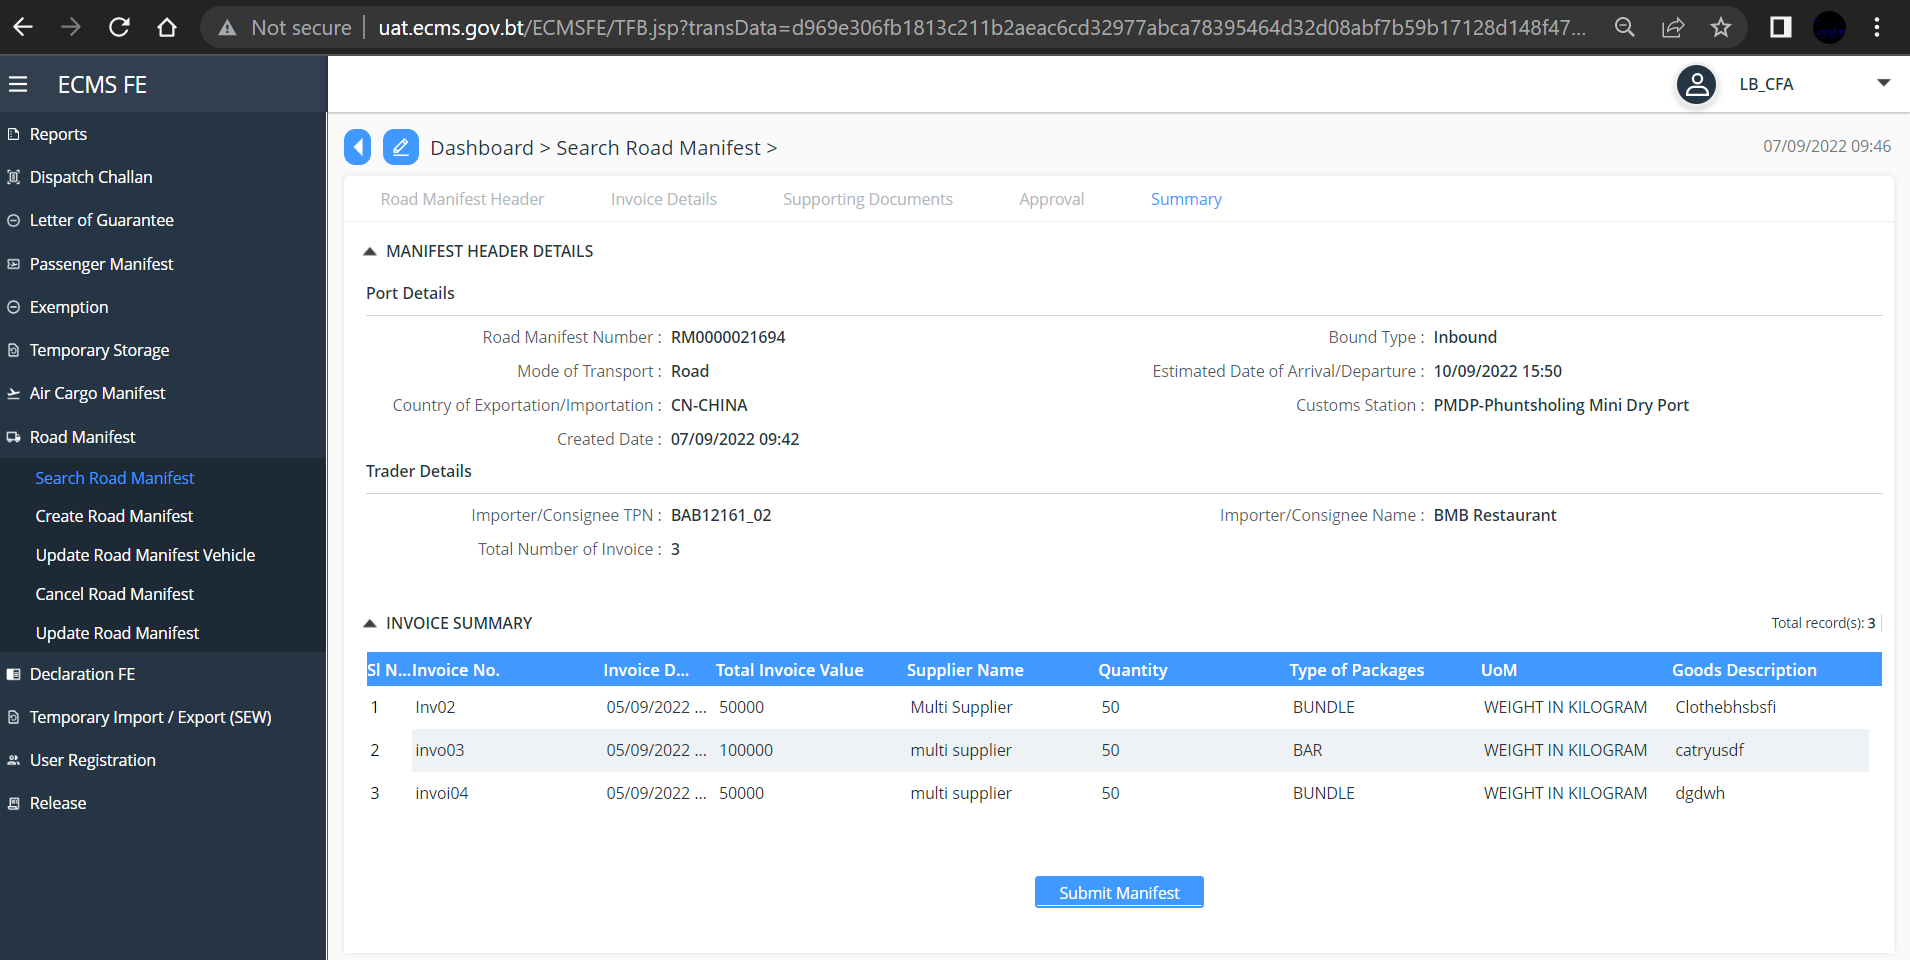 Not secure
uat.ecms.gov.bt/ECMSFE/TFB.jsp?transData=d969e306fb1813c211b2aeac6cd32977abca78395464d32d08abf7b59b17128d148f47...
ECMS FE
LB_CFA
Reports
Dispatch Challan
Letter of Guarantee
Passenger Manifest
Exemption
Temporary Storage
Air Cargo Manifest
Road Manifest
Search Road Manifest
Create Road Manifest
Update Road Manifest Vehicle
Cancel Road Manifest
Update Road Manifest
Declaration FE
Temporary Import / Export (SEW)
User Registration
Release
Dashboard > Search Road Manifest >
07/09/2022 09:46
Road Manifest Header Invoice Details Supporting Documents Approval Summary
MANIFEST HEADER DETAILS
Port Details
Road Manifest Number : RM0000021694 Bound Type : Inbound
Mode of Transport : Road Estimated Date of Arrival/Departure : 10/09/2022 15:50
Country of Exportation/Importation : CN-CHINA Customs Station : PMDP-Phuntsholing Mini Dry Port
Created Date : 07/09/2022 09:42
Trader Details
Importer/Consignee TPN : BAB12161_02 Importer/Consignee Name : BMB Restaurant
Total Number of Invoice : 3
INVOICE SUMMARY Total record(s): 3
Sl N... Invoice No. Invoice D... Total Invoice Value Supplier Name Quantity Type of Packages UoM Goods Description
1 Inv02 05/09/2022 ... 50000 Multi Supplier 50 BUNDLE WEIGHT IN KILOGRAM Clothebhsbsfi
2 invo03 05/09/2022 ... 100000 multi supplier 50 BAR WEIGHT IN KILOGRAM catryusdf
3 invoi04 05/09/2022 ... 50000 multi supplier 50 BUNDLE WEIGHT IN KILOGRAM dgdwh
Submit Manifest